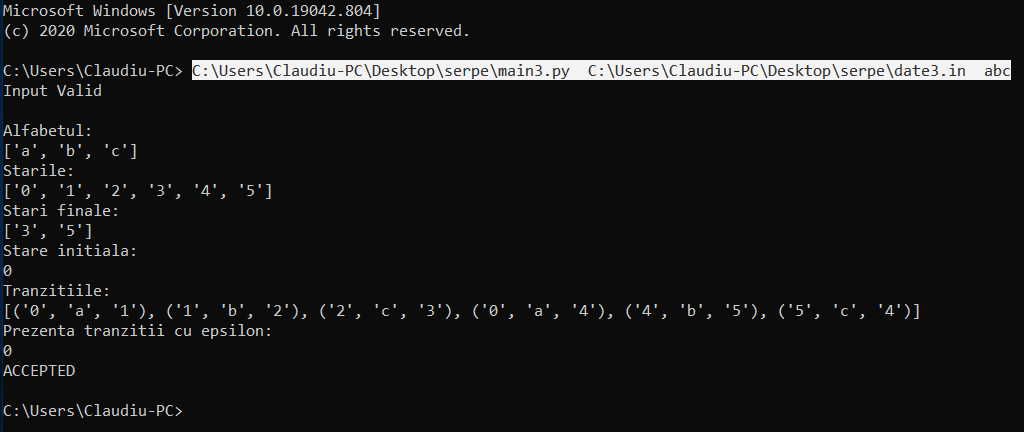 Microsoft Windows [Version 10.0.19042.804]
(c) 2020 Microsoft Corporation. All rights reserved.
C:\Users\Claudiu-PC> C:\Users\Claudiu-PC\Desktop\serpe\main3.py  C:\Users\Claudiu-PC\Desktop\serpe\date3.in  abc
Input Valid
Alfabetul:
['a', 'b', 'c']
Starile:
['0', '1', '2', '3', '4', '5']
Stari finale:
['3', '5']
Stare initiala:
0
Tranzitiile:
[('0', 'a', '1'), ('1', 'b', '2'), ('2', 'c', '3'), ('0', 'a', '4'), ('4', 'b', '5'), ('5', 'c', '4')]
Prezenta tranzitii cu epsilon:
0
ACCEPTED
C:\Users\Claudiu-PC>